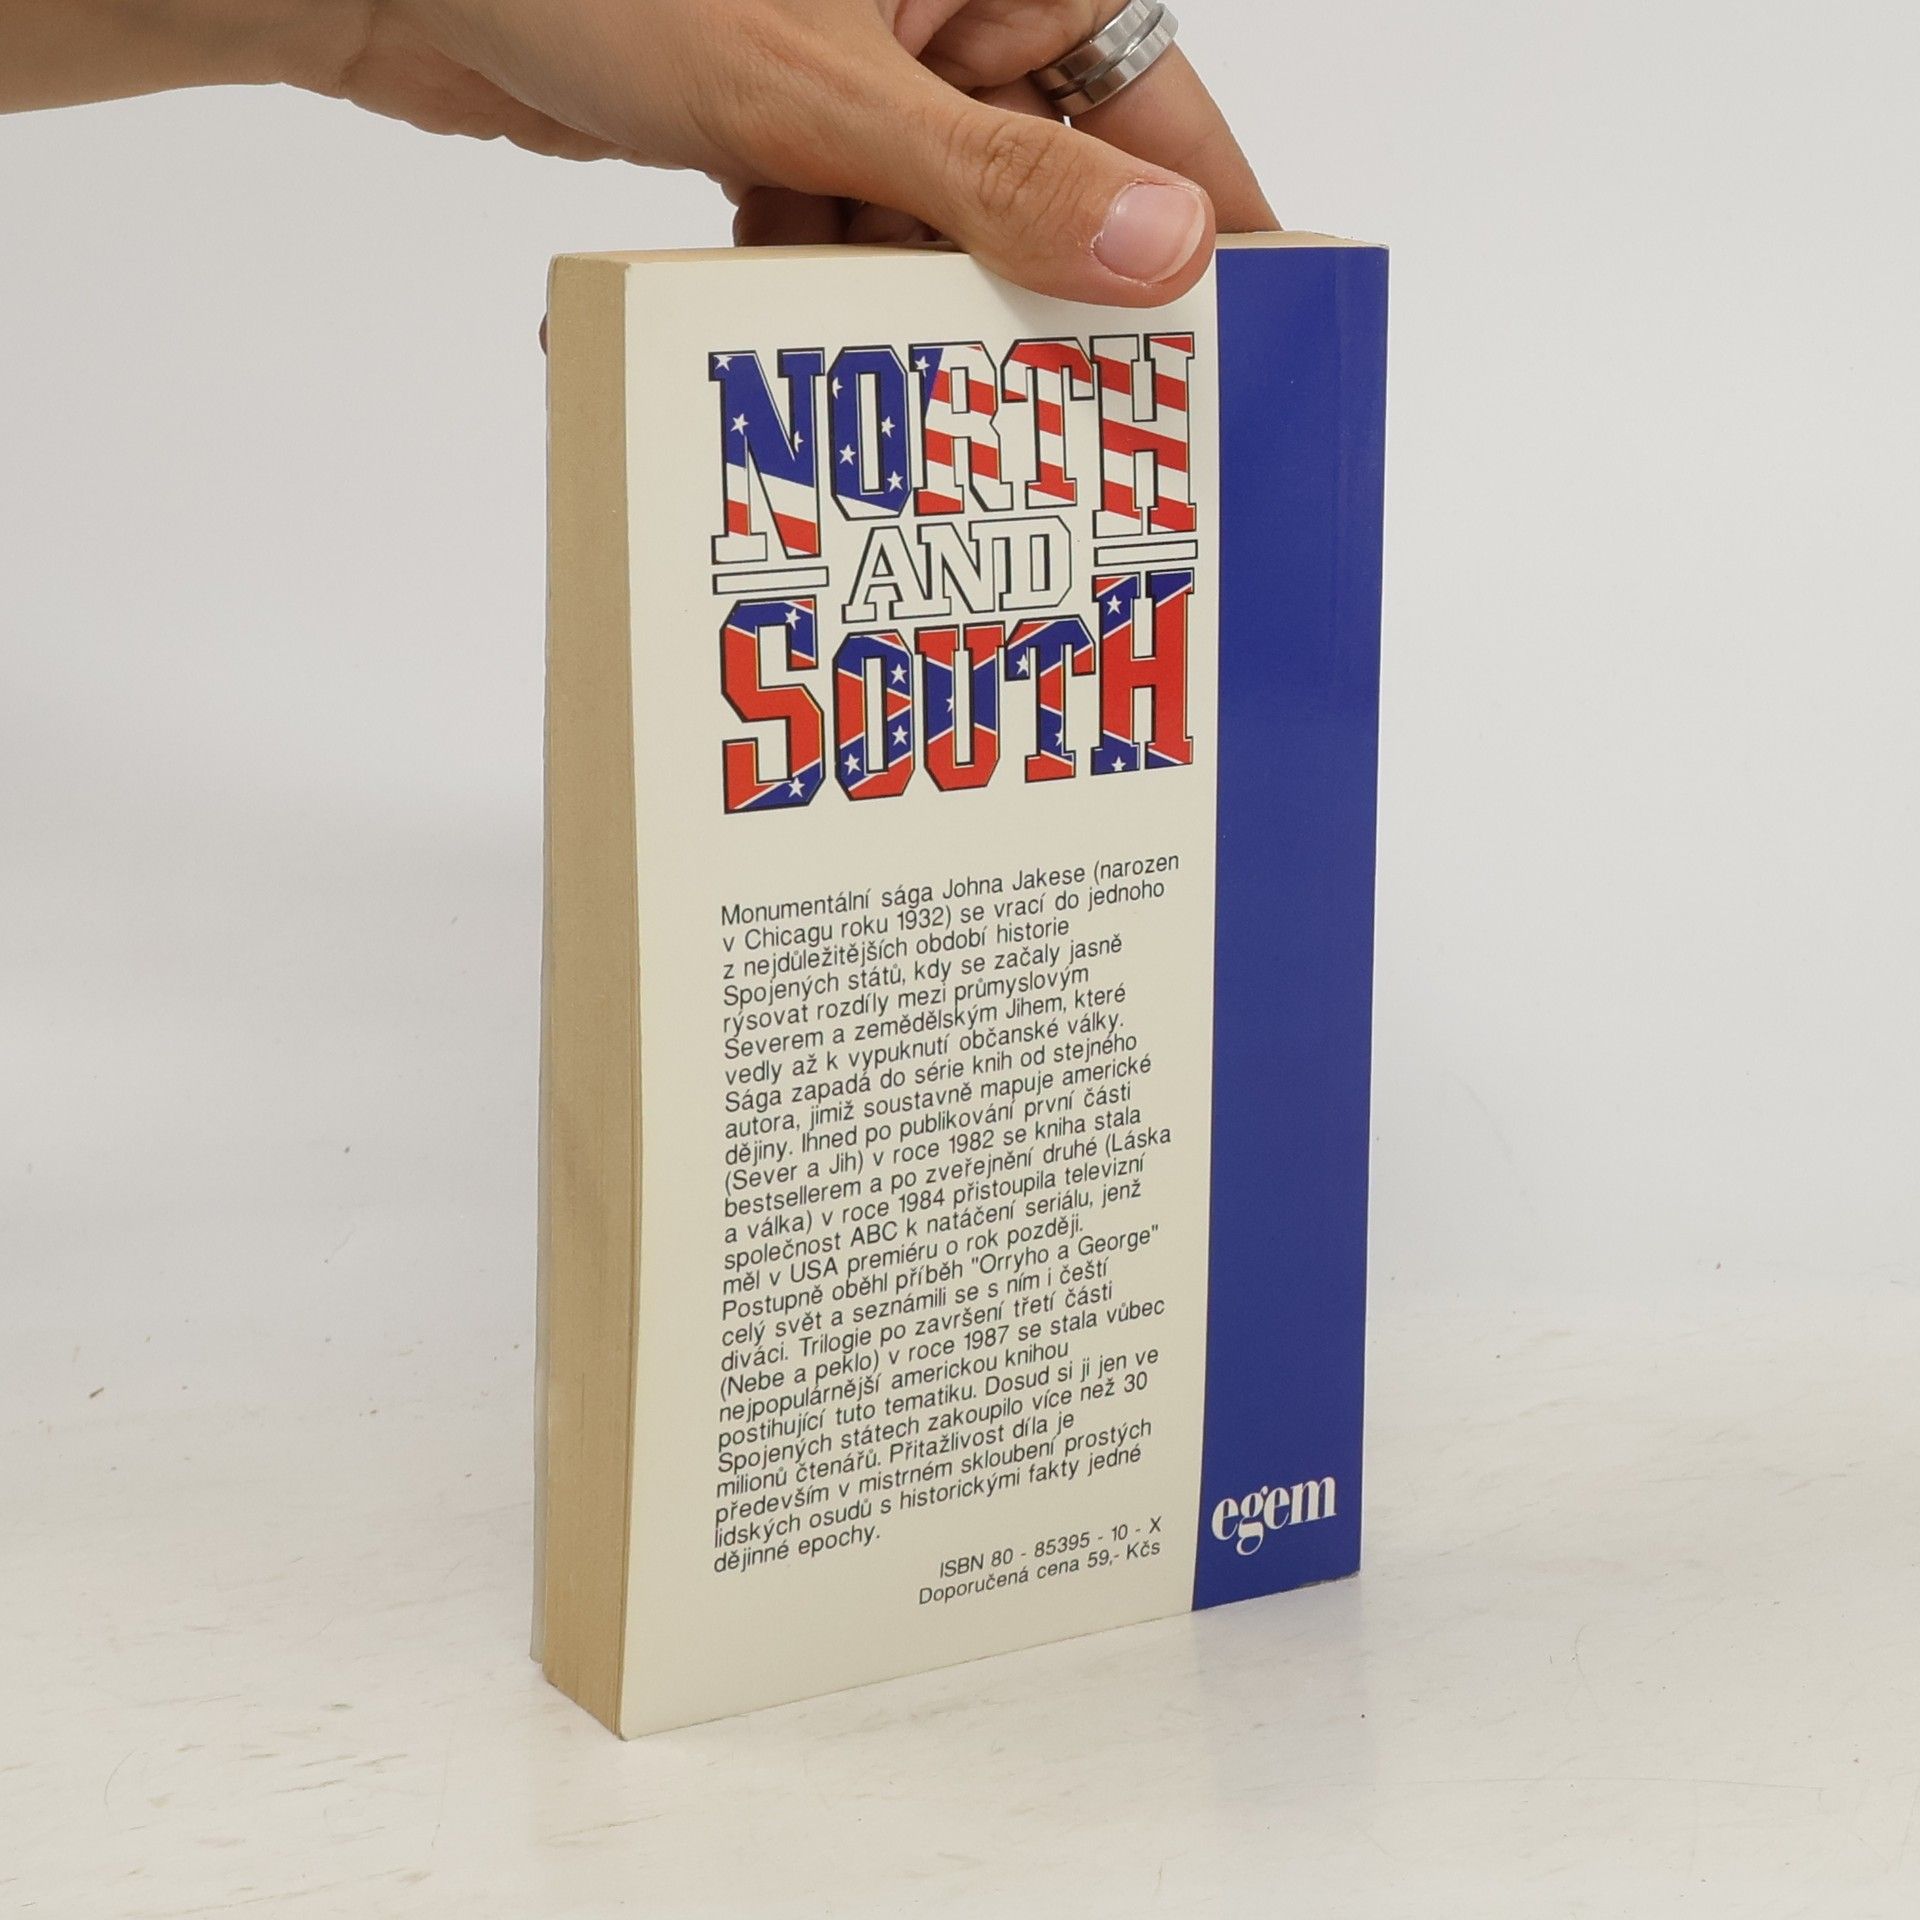 NORTH
AND
SOUTH
Monumentální sága Johna Jakese (narozen
v Chicagu roku 1932) se vrací do jednoho
z nejdůležitějších období historie
Spojených států, kdy se začaly jasně
rýsovat rozdíly mezi průmyslovým
Severem a zemědělským Jihem, které
vedly až k vypuknutí občanské války.
Sága zapadá do série knih od stejného
autora, jimiž soustavně mapuje americké
dějiny. Ihned po publikování první části
(Sever a Jih) v roce 1982 se kniha stala
bestsellerem a po zveřejnění druhé (Láska
a válka) v roce 1984 přistoupila televizní
společnost ABC k natáčení seriálu, jenž
měl v USA premiéru o rok později.
Postupně oběhl příběh "Orryho a George"
celý svět a seznámili se s ním i čeští
diváci. Trilogie po završení třetí části
(Nebe a peklo) v roce 1987 se stala vůbec
nejpopulárnější americkou knihou
postihující tuto tematiku. Dosud si ji jen ve
Spojených státech zakoupilo více než 30
milionů čtenářů. Přitažlivost díla je
především v mistrném skloubení prostých
lidských osudů s historickými fakty jedné
dějinné epochy.
ISBN 80 - 85395 - 10 - X
Doporučená cena 59,- Kčs
egem